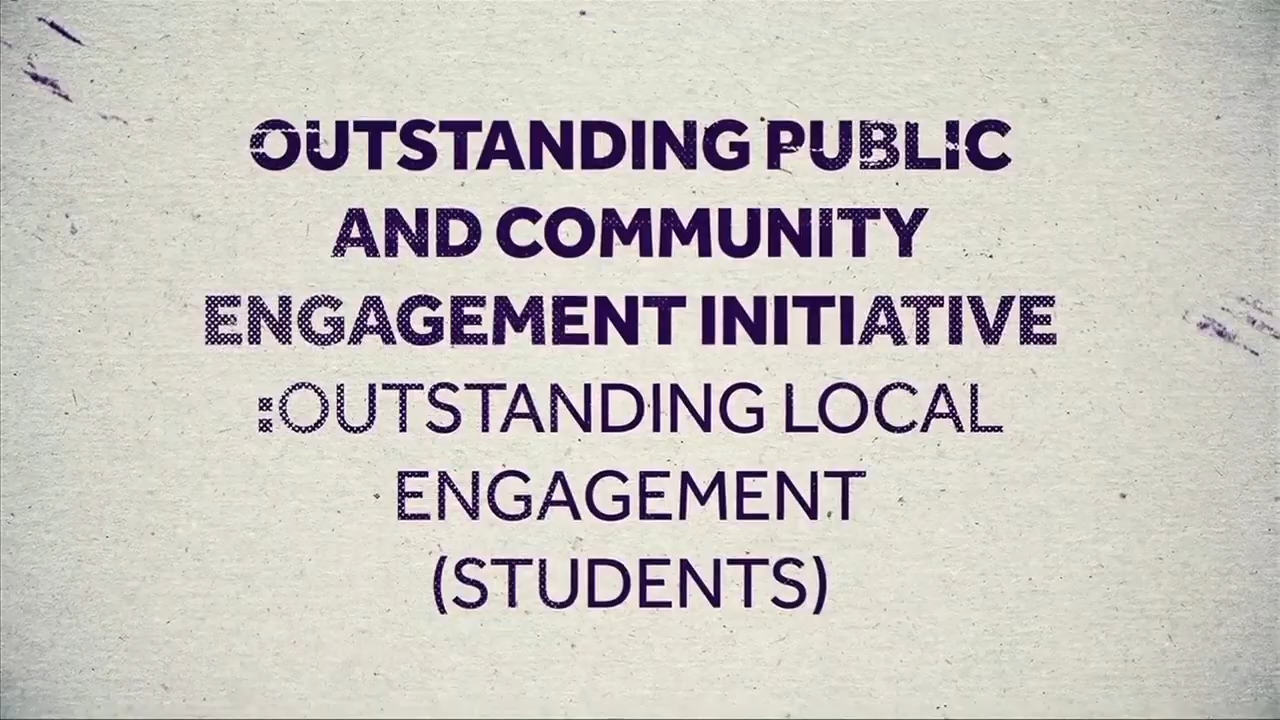 OUTSTANDING PUBLIC
AND COMMUNITY
ENGAGEMENT INITIATIVE
:OUTSTANDING LOCAL
ENGAGEMENT
(STUDENTS)